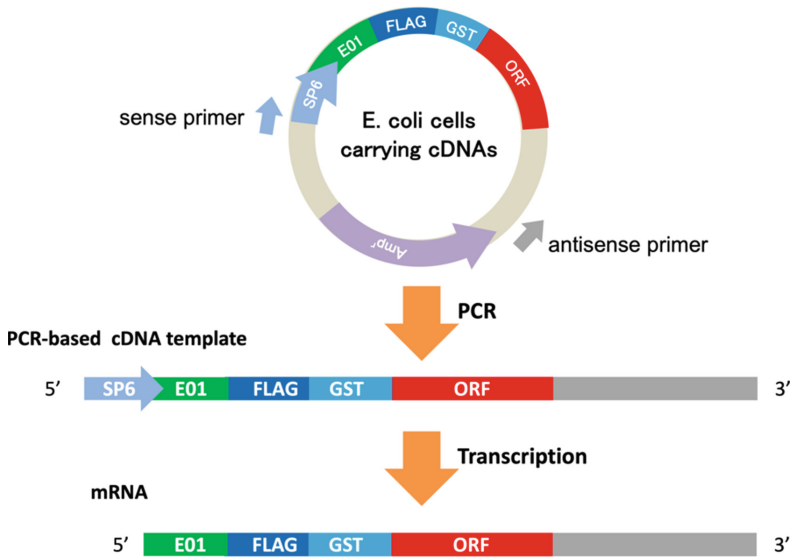 E01
FLAG
GST
ORF
SP6
sense primer
E. coli cells
carrying cDNAs
Ampr
antisense primer
PCR
PCR-based cDNA template
5’ SP6 E01 FLAG GST ORF 3’
Transcription
mRNA
5’ E01 FLAG GST ORF 3’